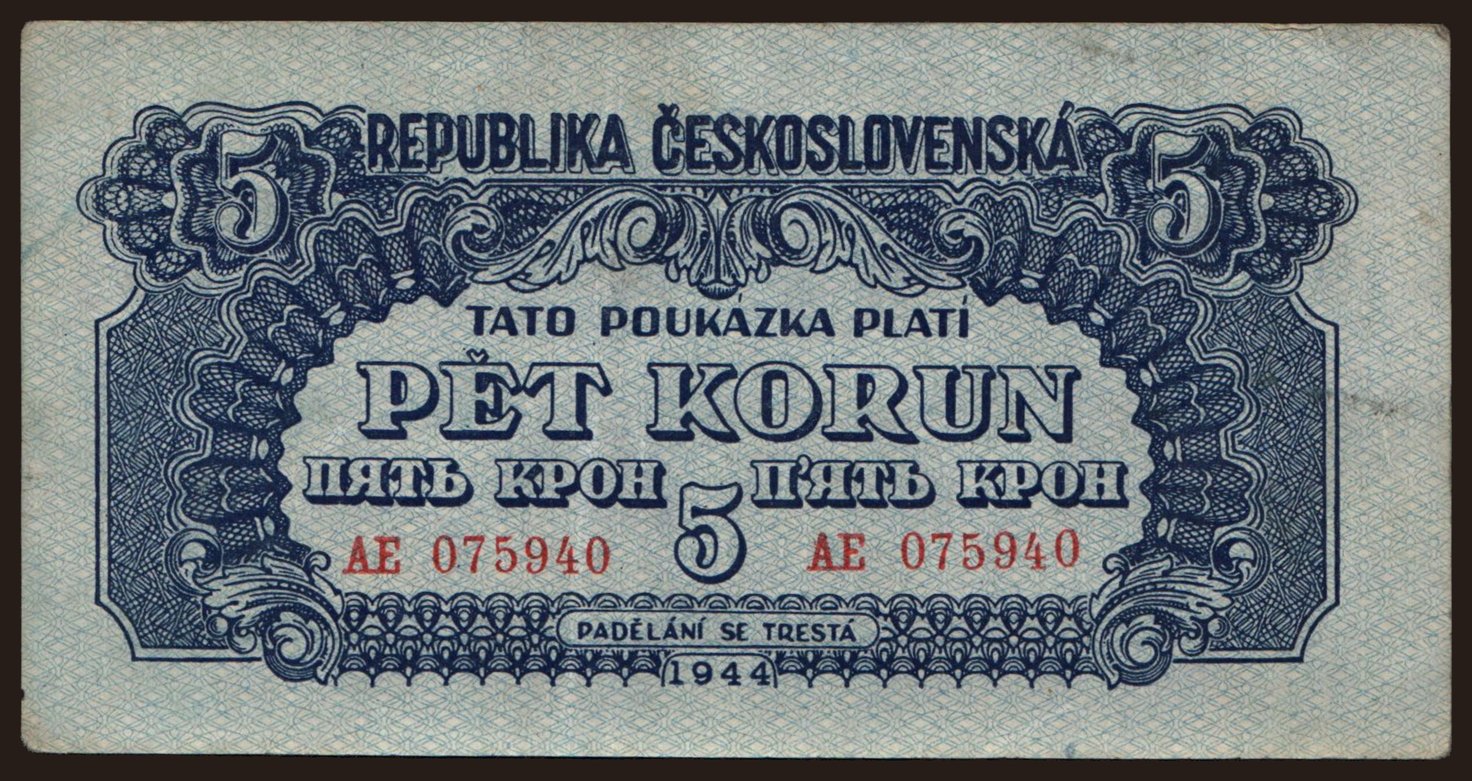 5 REPUBLIKA ČESKOSLOVENSKÁ 5
TATO POUKÁZKA PLATÍ
PĚT KORUN
ПЯТЬ КРОН 5 П'ЯТЬ КРОН
AE 075940 AE 075940
PADĚLÁNÍ SE TRESTÁ
1944